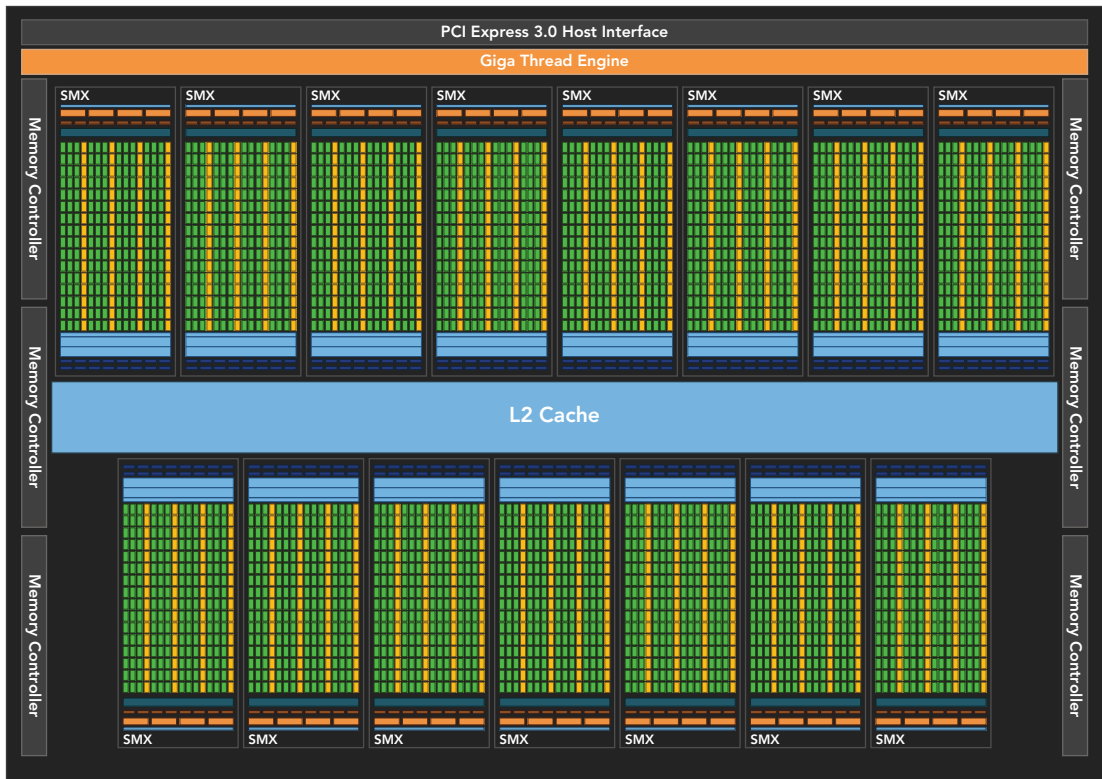 PCI Express 3.0 Host Interface
Giga Thread Engine
Memory Controller
SMX
SMX
SMX
SMX
SMX
SMX
SMX
SMX
Memory Controller
Memory Controller
L2 Cache
Memory Controller
Memory Controller
SMX
SMX
SMX
SMX
SMX
SMX
SMX
Memory Controller